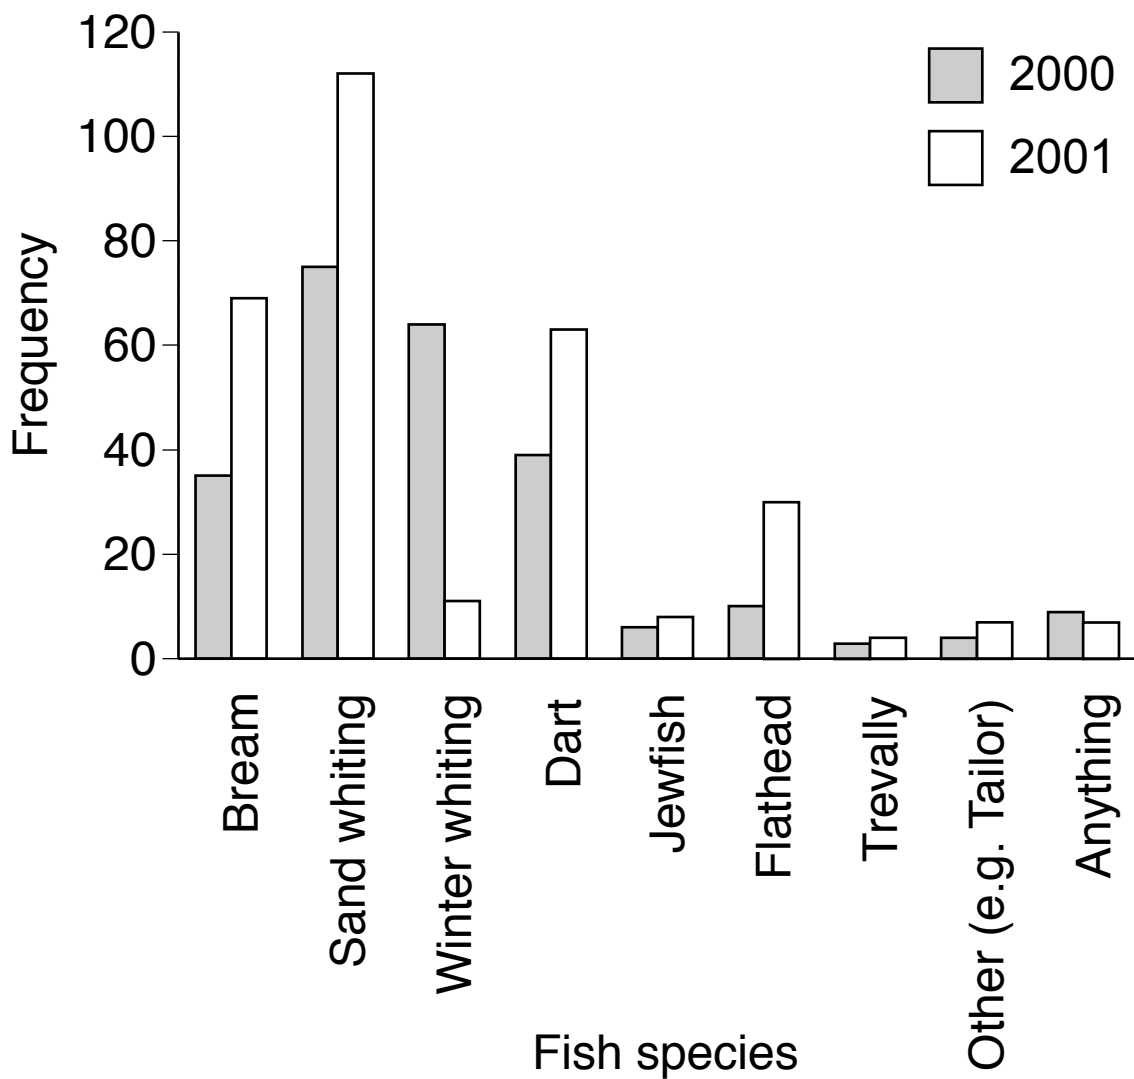 120
100
80
60
40
20
0
Frequency
2000
2001
Bream
Sand whiting
Winter whiting
Dart
Jewfish
Flathead
Trevally
Other (e.g. Tailor)
Anything
Fish species